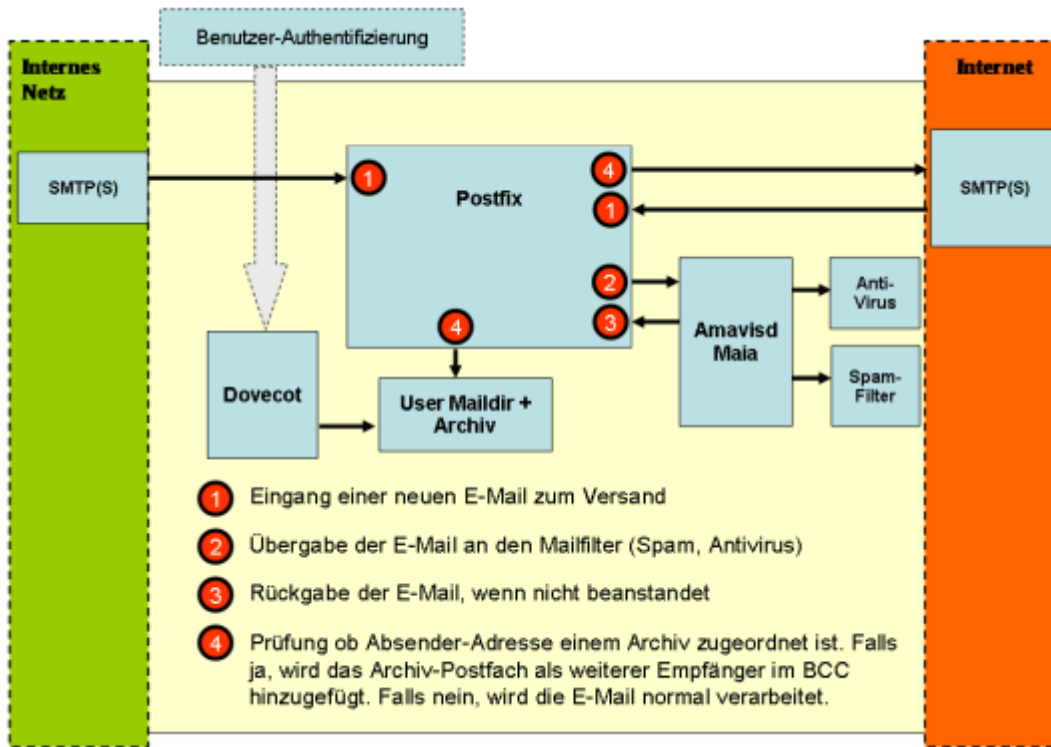 Benutzer-Authentifizierung
Internes
Netz
Internet
SMTP(S)
1
Postfix
4
1
SMTP(S)
2
3
4
Amavisd
Maia
Anti-
Virus
Spam-
Filter
Dovecot
User Maildir +
Archiv
1 Eingang einer neuen E-Mail zum Versand
2 Übergabe der E-Mail an den Mailfilter (Spam, Antivirus)
3 Rückgabe der E-Mail, wenn nicht beanstandet
4 Prüfung ob Absender-Adresse einem Archiv zugeordnet ist. Falls
ja, wird das Archiv-Postfach als weiterer Empfänger im BCC
hinzugefügt. Falls nein, wird die E-Mail normal verarbeitet.